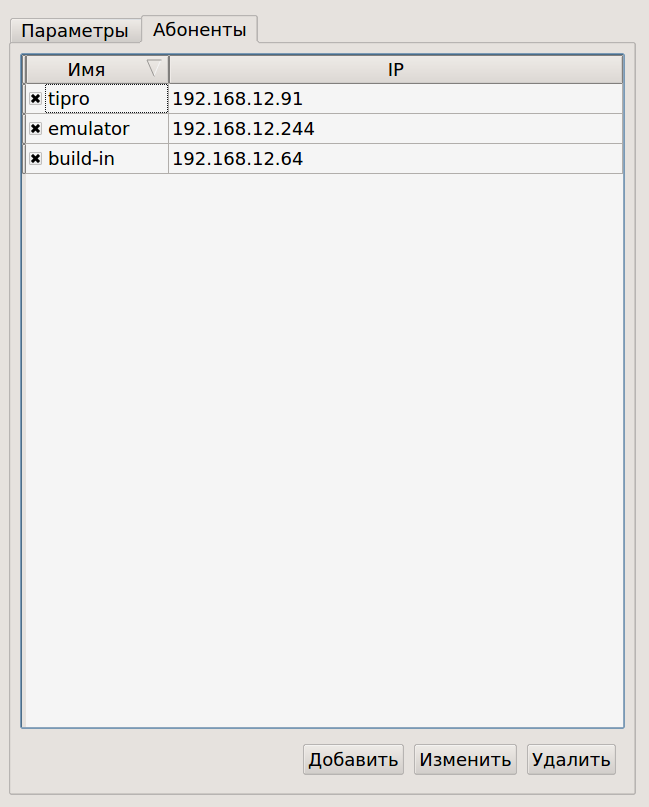 Параметры Абоненты
Имя IP
tipro 192.168.12.91
emulator 192.168.12.244
build-in 192.168.12.64
Добавить Изменить Удалить